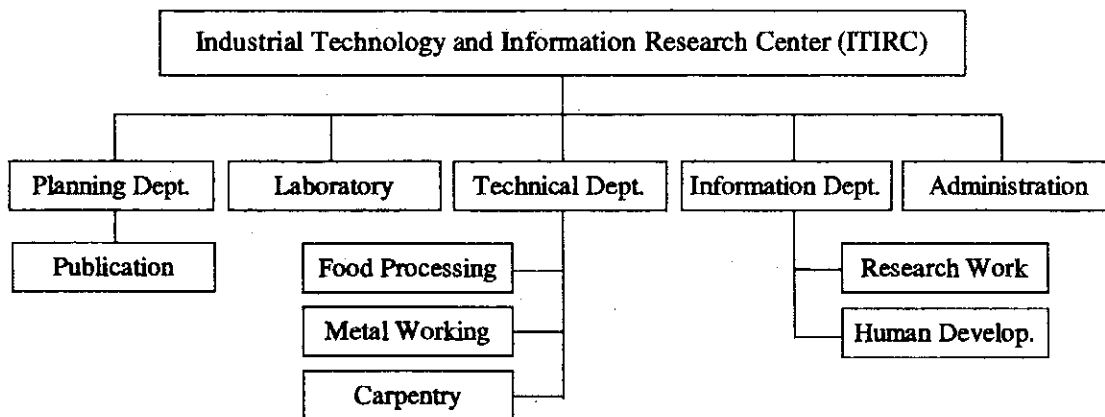 Industrial Technology and Information Research Center (ITIRC)
Planning Dept.
Laboratory
Technical Dept.
Information Dept.
Administration
Publication
Food Processing
Research Work
Metal Working
Human Develop.
Carpentry